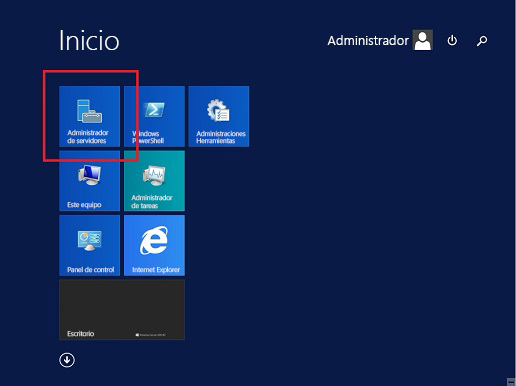 Inicio
Administrador
Administrador
de servidores
Windows
PowerShell
Administraciones
Herramientas
Este equipo
Administrador
de tareas
Panel de control
Internet Explorer
Escritorio